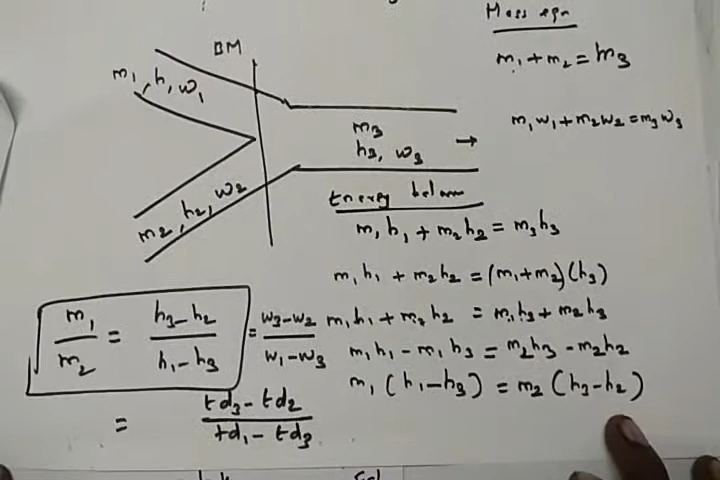 Mass eqn
m₁ + m₂ = m₃
BM
m₁, h, w₁
m₃
h₃, w₃
m₁w₁ + m₂w₂ = m₃w₃
m₂, h₂, w₂
Energy balan
m₁h₁ + m₂h₂ = m₃h₃
m₁h₁ + m₂h₂ = (m₁+m₂)(h₃)
m₁h₁ + m₂h₂ = m₁h₃ + m₂h₃
m₁h₁ - m₁h₃ = m₂h₃ - m₂h₂
m₁(h₁-h₃) = m₂(h₃-h₂)
m₁/m₂ = h₃-h₂/h₁-h₃ = w₃-w₂/w₁-w₃
= td₃-td₂/td₁-td₃